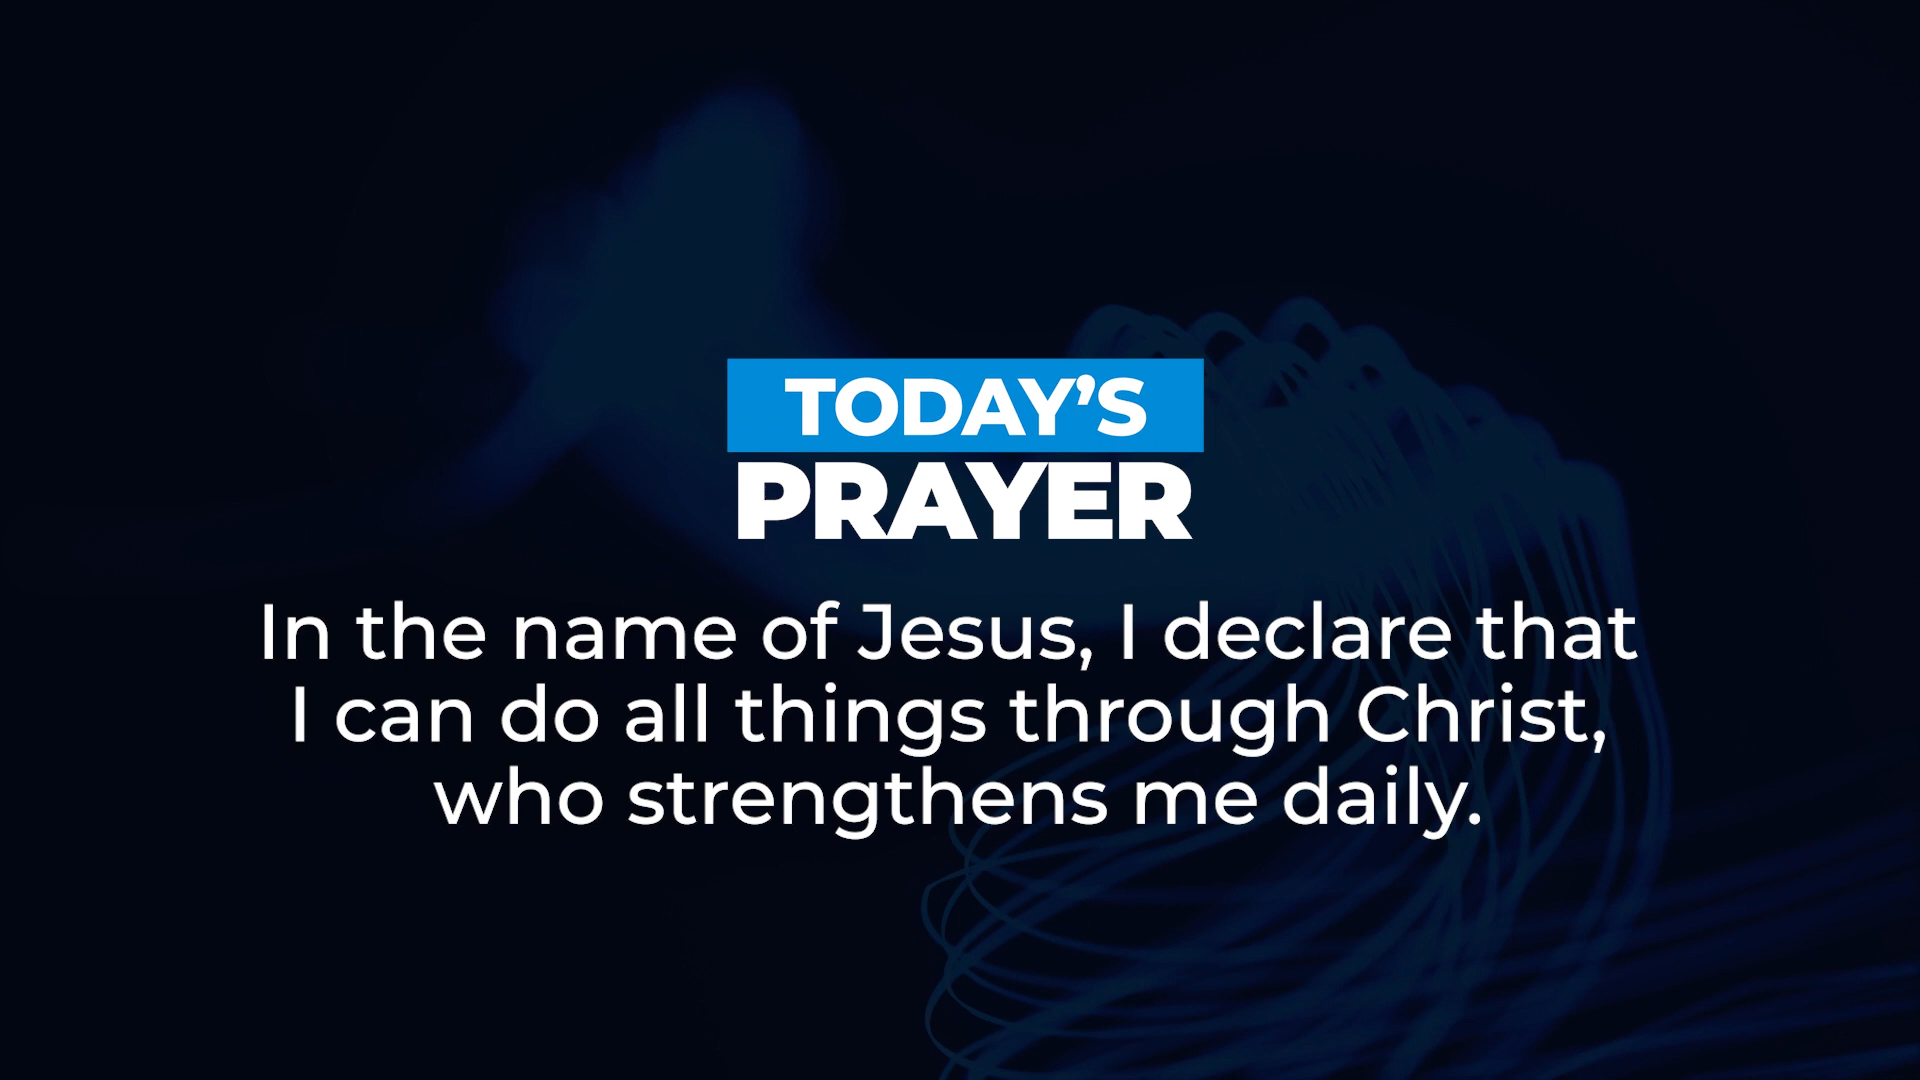 TODAY’S
PRAYER
In the name of Jesus, I declare that
I can do all things through Christ,
who strengthens me daily.